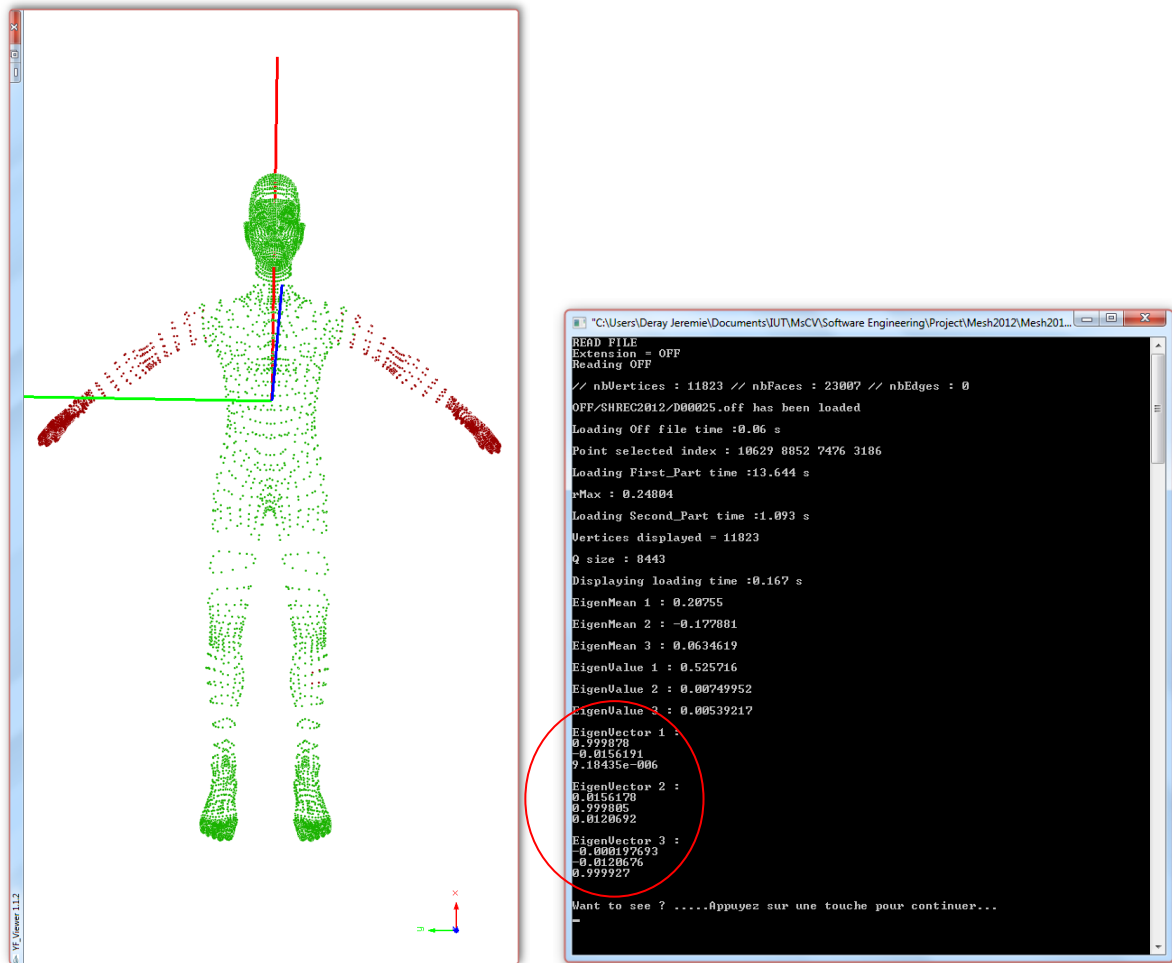 YF_Viewer 1.1.2
x
y
"C:\Users\Deray Jeremie\Documents\IUT\MsCV\Software Engineering\Project\Mesh2012\Mesh201...
READ FILE
Extension = OFF
Reading OFF
// nbVertices : 11823 // nbFaces : 23007 // nbEdges : 0
OFF/SHREC2012/D00025.off has been loaded
Loading Off file time :0.06 s
Point selected index : 10629 8852 7476 3186
Loading First_Part time :13.644 s
rMax : 0.24804
Loading Second_Part time :1.093 s
Vertices displayed = 11823
Q size : 8443
Displaying loading time :0.167 s
EigenMean 1 : 0.20755
EigenMean 2 : -0.177881
EigenMean 3 : 0.0634619
EigenValue 1 : 0.525716
EigenValue 2 : 0.00749952
EigenValue 3 : 0.00539217
EigenVector 1 :
0.999878
-0.0156191
9.18435e-006
EigenVector 2 :
0.0156178
0.999805
0.0120692
EigenVector 3 :
-0.000197693
-0.0120676
0.999927
Want to see ? .....Appuyez sur une touche pour continuer...